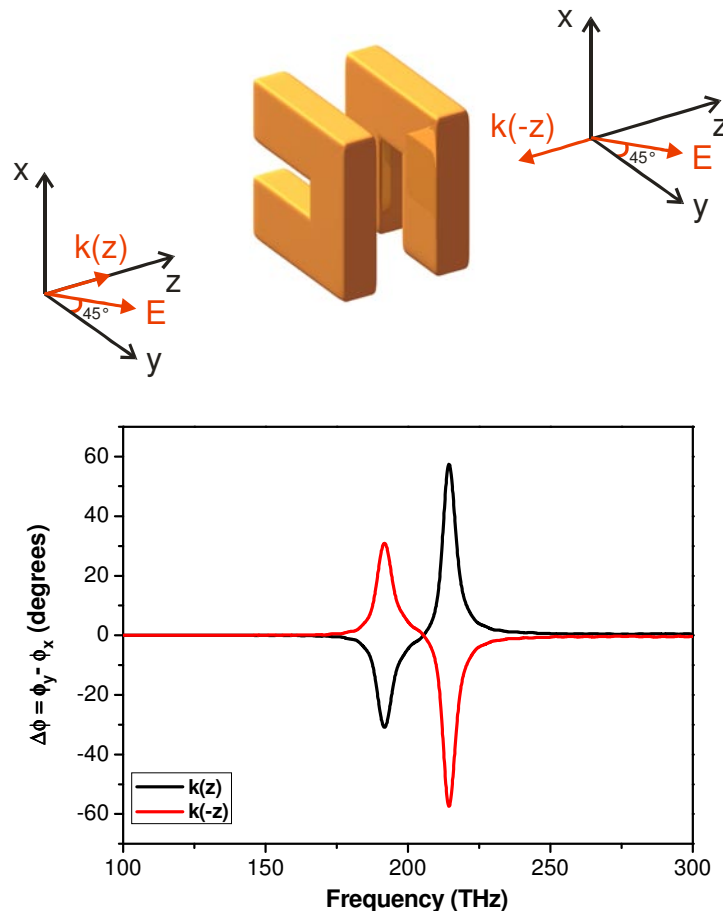 x
k(-z)
z
45°
E
y
x
k(z)
z
45°
E
y
Δϕ = ϕy - ϕx (degrees)
60
40
20
0
-20
-40
-60
k(z)
k(-z)
100
150
200
250
300
Frequency (THz)